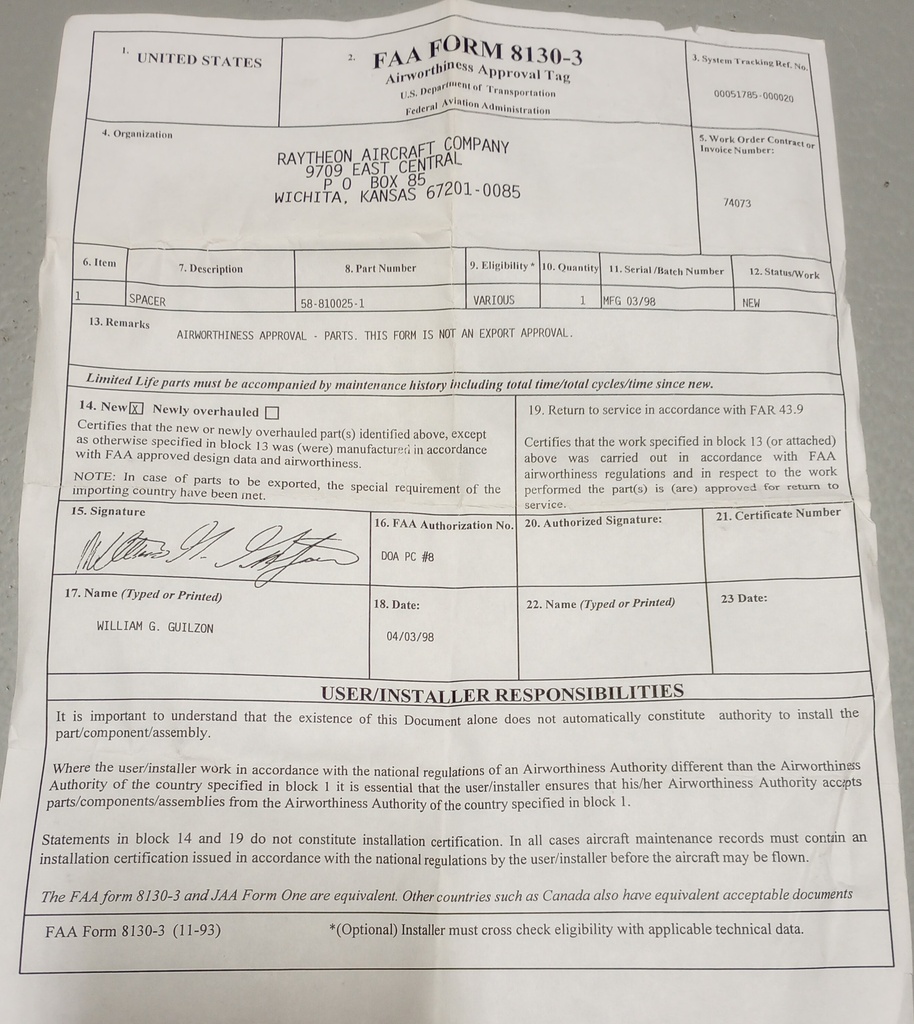 1. UNITED STATES
2. FAA FORM 8130-3
Airworthiness Approval Tag
U.S. Department of Transportation
Federal Aviation Administration
3. System Tracking Ref. No.
00051785-000020
4. Organization
RAYTHEON AIRCRAFT COMPANY
9709 EAST CENTRAL
P O BOX 85
WICHITA, KANSAS 67201-0085
5. Work Order Contract or
Invoice Number:
74073
6. Item 7. Description 8. Part Number 9. Eligibility * 10. Quantity 11. Serial /Batch Number 12. Status/Work
1 SPACER 58-810025-1 VARIOUS 1 MFG 03/98 NEW
13. Remarks
AIRWORTHINESS APPROVAL - PARTS. THIS FORM IS NOT AN EXPORT APPROVAL.
Limited Life parts must be accompanied by maintenance history including total time/total cycles/time since new.
14. New X Newly overhauled
Certifies that the new or newly overhauled part(s) identified above, except
as otherwise specified in block 13 was (were) manufactured in accordance
with FAA approved design data and airworthiness.
NOTE: In case of parts to be exported, the special requirement of the
importing country have been met.
19. Return to service in accordance with FAR 43.9
Certifies that the work specified in block 13 (or attached)
above was carried out in accordance with FAA
airworthiness regulations and in respect to the work
performed the part(s) is (are) approved for return to
service.
15. Signature
16. FAA Authorization No.
DOA PC #8
20. Authorized Signature:
21. Certificate Number
17. Name (Typed or Printed)
WILLIAM G. GUILZON
18. Date:
04/03/98
22. Name (Typed or Printed)
23 Date:
USER/INSTALLER RESPONSIBILITIES
It is important to understand that the existence of this Document alone does not automatically constitute authority to install the
part/component/assembly.
Where the user/installer work in accordance with the national regulations of an Airworthiness Authority different than the Airworthiness
Authority of the country specified in block 1 it is essential that the user/installer ensures that his/her Airworthiness Authority accepts
parts/components/assemblies from the Airworthiness Authority of the country specified in block 1.
Statements in block 14 and 19 do not constitute installation certification. In all cases aircraft maintenance records must contain an
installation certification issued in accordance with the national regulations by the user/installer before the aircraft may be flown.
The FAA form 8130-3 and JAA Form One are equivalent. Other countries such as Canada also have equivalent acceptable documents
FAA Form 8130-3 (11-93) *(Optional) Installer must cross check eligibility with applicable technical data.